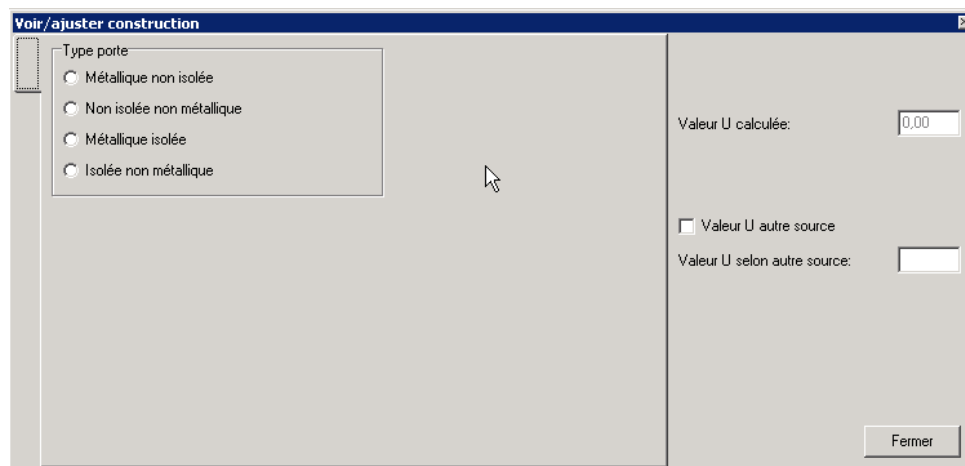 Voir/ajuster construction
Type porte
Métallique non isolée
Non isolée non métallique
Métallique isolée
Isolée non métallique
Valeur U calculée: 0,00
Valeur U autre source
Valeur U selon autre source:
Fermer